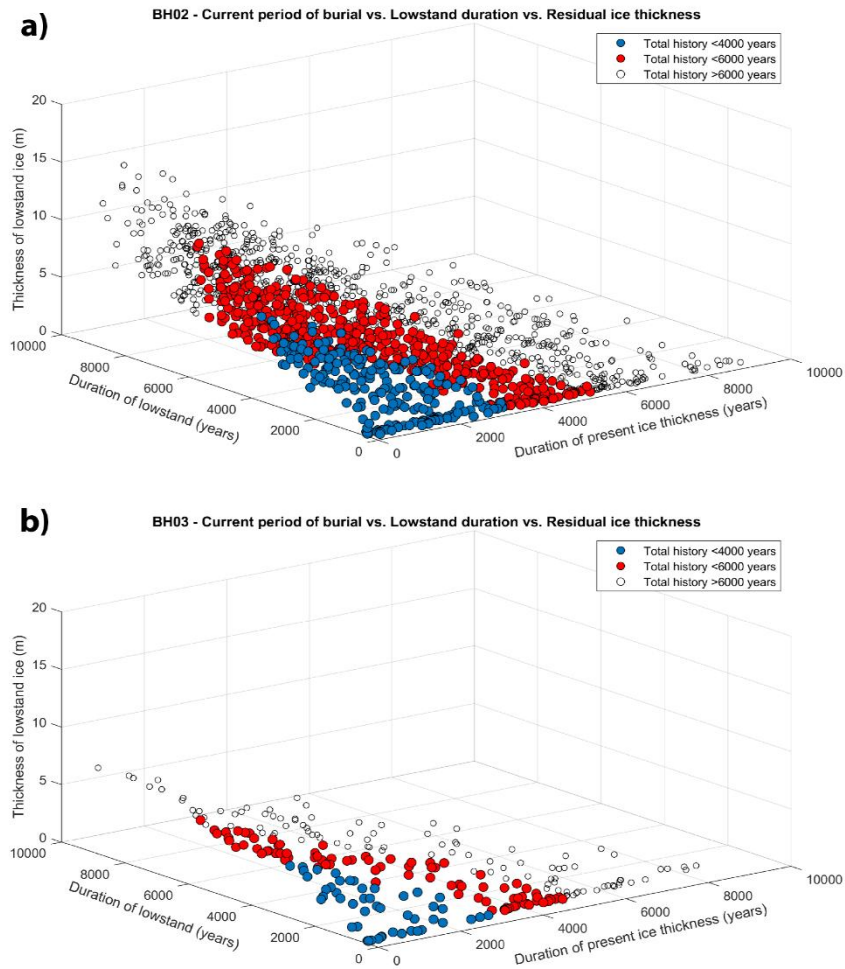 a)
BH02 - Current period of burial vs. Lowstand duration vs. Residual ice thickness
Total history <4000 years
Total history <6000 years
Total history >6000 years
20
15
10
5
0
Thickness of lowstand ice (m)
10000
8000
6000
4000
2000
0
Duration of lowstand (years)
0
2000
4000
6000
8000
10000
Duration of present ice thickness (years)
b)
BH03 - Current period of burial vs. Lowstand duration vs. Residual ice thickness
Total history <4000 years
Total history <6000 years
Total history >6000 years
20
15
10
5
0
Thickness of lowstand ice (m)
10000
8000
6000
4000
2000
0
Duration of lowstand (years)
0
2000
4000
6000
8000
10000
Duration of present ice thickness (years)